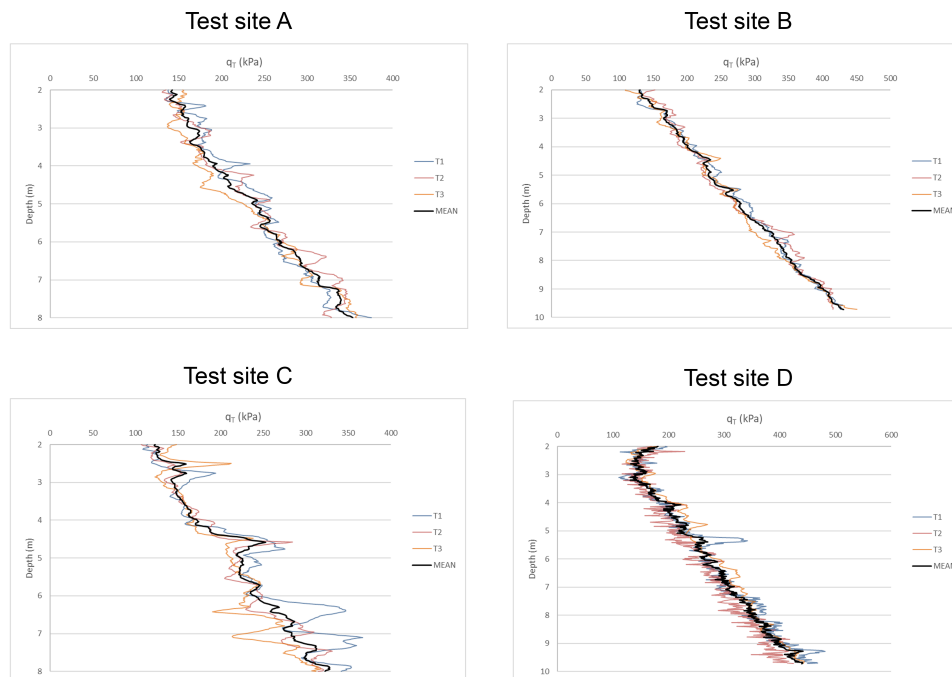 Test site A
q_T (kPa)
0 50 100 150 200 250 300 350 400
2
3
4
5
6
7
8
Depth (m)
T1
T2
T3
MEAN
Test site B
q_T (kPa)
0 50 100 150 200 250 300 350 400 450 500
2
3
4
5
6
7
8
9
10
Depth (m)
T1
T2
T3
MEAN
Test site C
q_T (kPa)
0 50 100 150 200 250 300 350 400
2
3
4
5
6
7
8
Depth (m)
T1
T2
T3
MEAN
Test site D
q_T (kPa)
0 100 200 300 400 500 600
2
3
4
5
6
7
8
9
10
Depth (m)
T1
T2
T3
MEAN